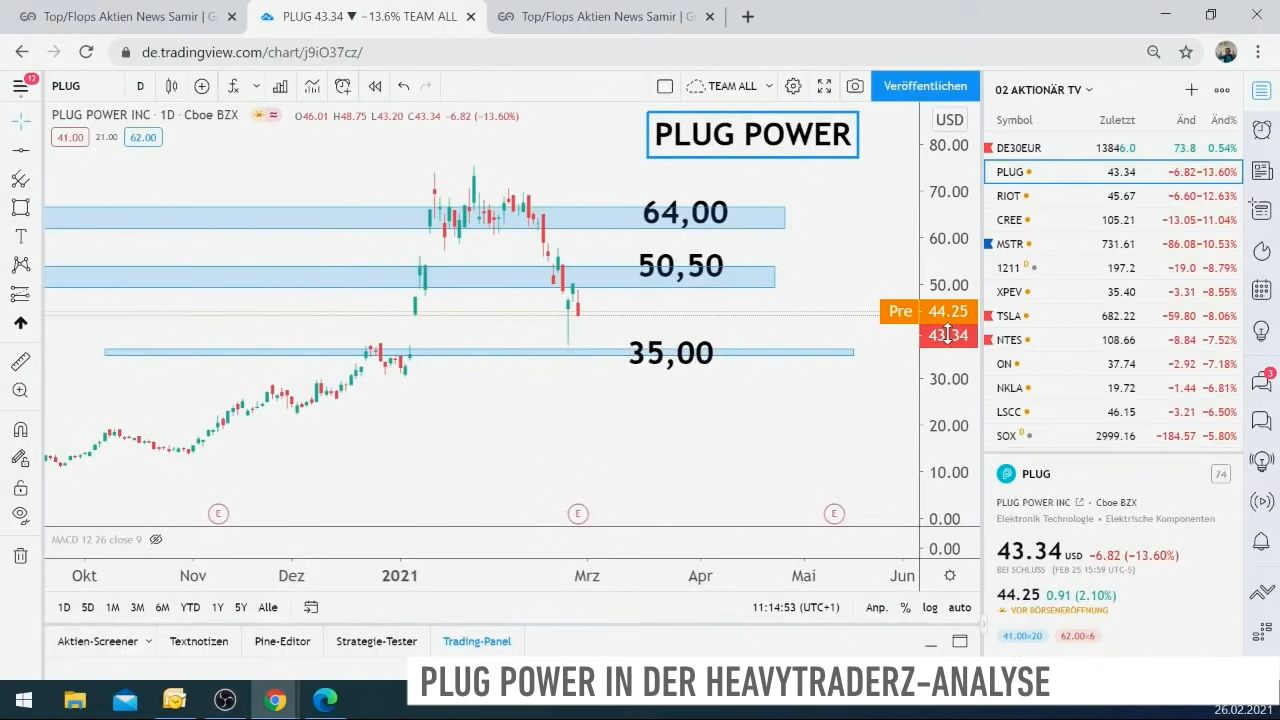 Top/Flops Aktien News Samir | G
PLUG 43.34 ▼ −13.6% TEAM ALL
Top/Flops Aktien News Samir | G
de.tradingview.com/chart/j9iO37cz/
12
PLUG
D
TEAM ALL
Veröffentlichen
PLUG POWER INC · 1D · Cboe BZX
O46.01 H48.75 L43.20 C43.34 −6.82 (−13.60%)
41.00 21.00 62.00
PLUG POWER
64,00
50,50
35,00
USD
80.00
70.00
60.00
50.00
Pre 44.25
43.34
30.00
20.00
10.00
0.00
0.00
E E E
MACD 12 26 close 9
Okt Nov Dez 2021 Mrz Apr Mai Jun
1D 5D 1M 3M 6M YTD 1Y 5Y Alle
11:14:53 (UTC+1) Anp. % log auto
Aktien-Screener Textnotizen Pine-Editor Strategie-Tester Trading-Panel
02 AKTIONÄR TV
Symbol Zuletzt Änd Änd%
DE30EUR 13846.0 73.8 0.54%
PLUG 43.34 −6.82 −13.60%
RIOT 45.67 −6.60 −12.63%
CREE 105.21 −13.05 −11.04%
MSTR 731.61 −86.08 −10.53%
1211 D 197.2 −19.0 −8.79%
XPEV 35.40 −3.31 −8.55%
TSLA 682.22 −59.80 −8.06%
NTES 108.66 −8.84 −7.52%
ON 37.74 −2.92 −7.18%
NKLA 19.72 −1.44 −6.81%
LSCC 46.15 −3.21 −6.50%
SOX D 2999.16 −184.57 −5.80%
PLUG
74
PLUG POWER INC · Cboe BZX
Elektronik Technologie • Elektrische Komponenten
43.34 USD −6.82 (−13.60%)
BEI SCHLUSS (FEB 25 15:59 UTC-5)
44.25 0.91 (2.10%)
VOR BÖRSENERÖFFNUNG
41.00×20 62.00×6
3
PLUG POWER IN DER HEAVYTRADERZ-ANALYSE
26.02.2021